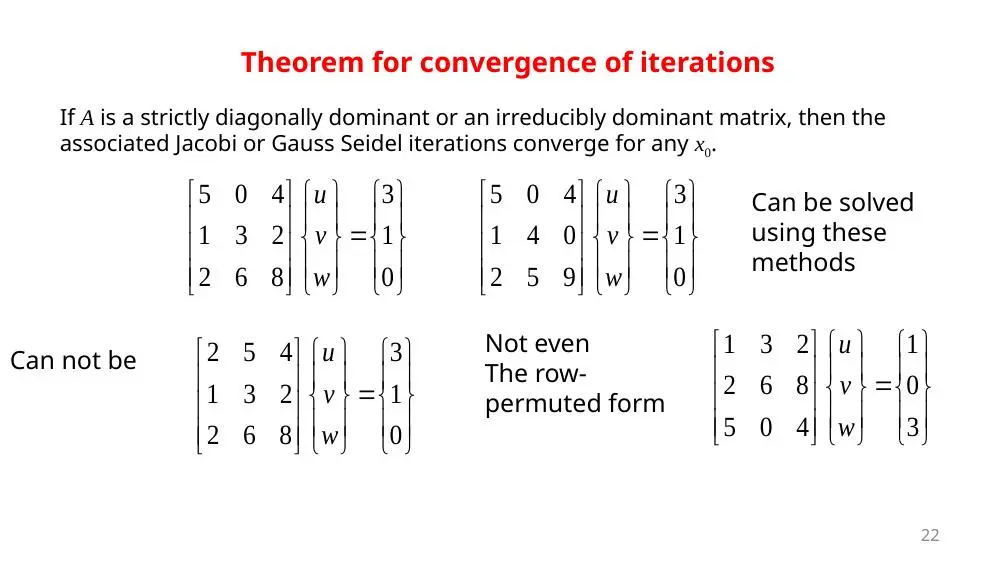 Theorem for convergence of iterations
If A is a strictly diagonally dominant or an irreducibly dominant matrix, then the
associated Jacobi or Gauss Seidel iterations converge for any x₀.
[5 0 4] {u} {3}
[1 3 2] {v} = {1}
[2 6 8] {w} {0}
[5 0 4] {u} {3}
[1 4 0] {v} = {1}
[2 5 9] {w} {0}
Can be solved
using these
methods
Can not be
[2 5 4] {u} {3}
[1 3 2] {v} = {1}
[2 6 8] {w} {0}
Not even
The row-
permuted form
[1 3 2] {u} {1}
[2 6 8] {v} = {0}
[5 0 4] {w} {3}
22